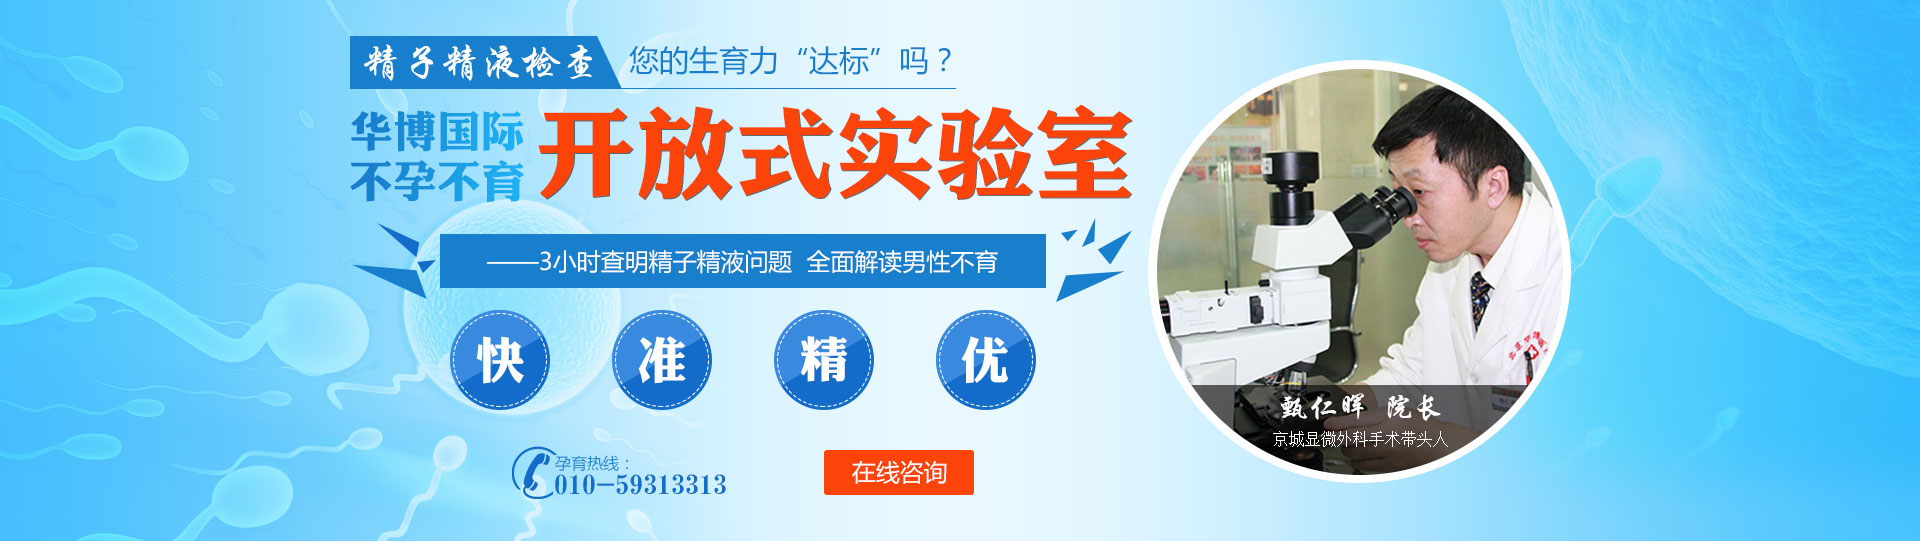 精子精液检查 您的生育力“达标”吗？
华博国际
不孕不育
开放式实验室
——3小时查明精子精液问题 全面解读男性不育
快 准 精 优
甄仁晖 院长
京城显微外科手术带头人
孕育热线：
010-59313313
在线咨询